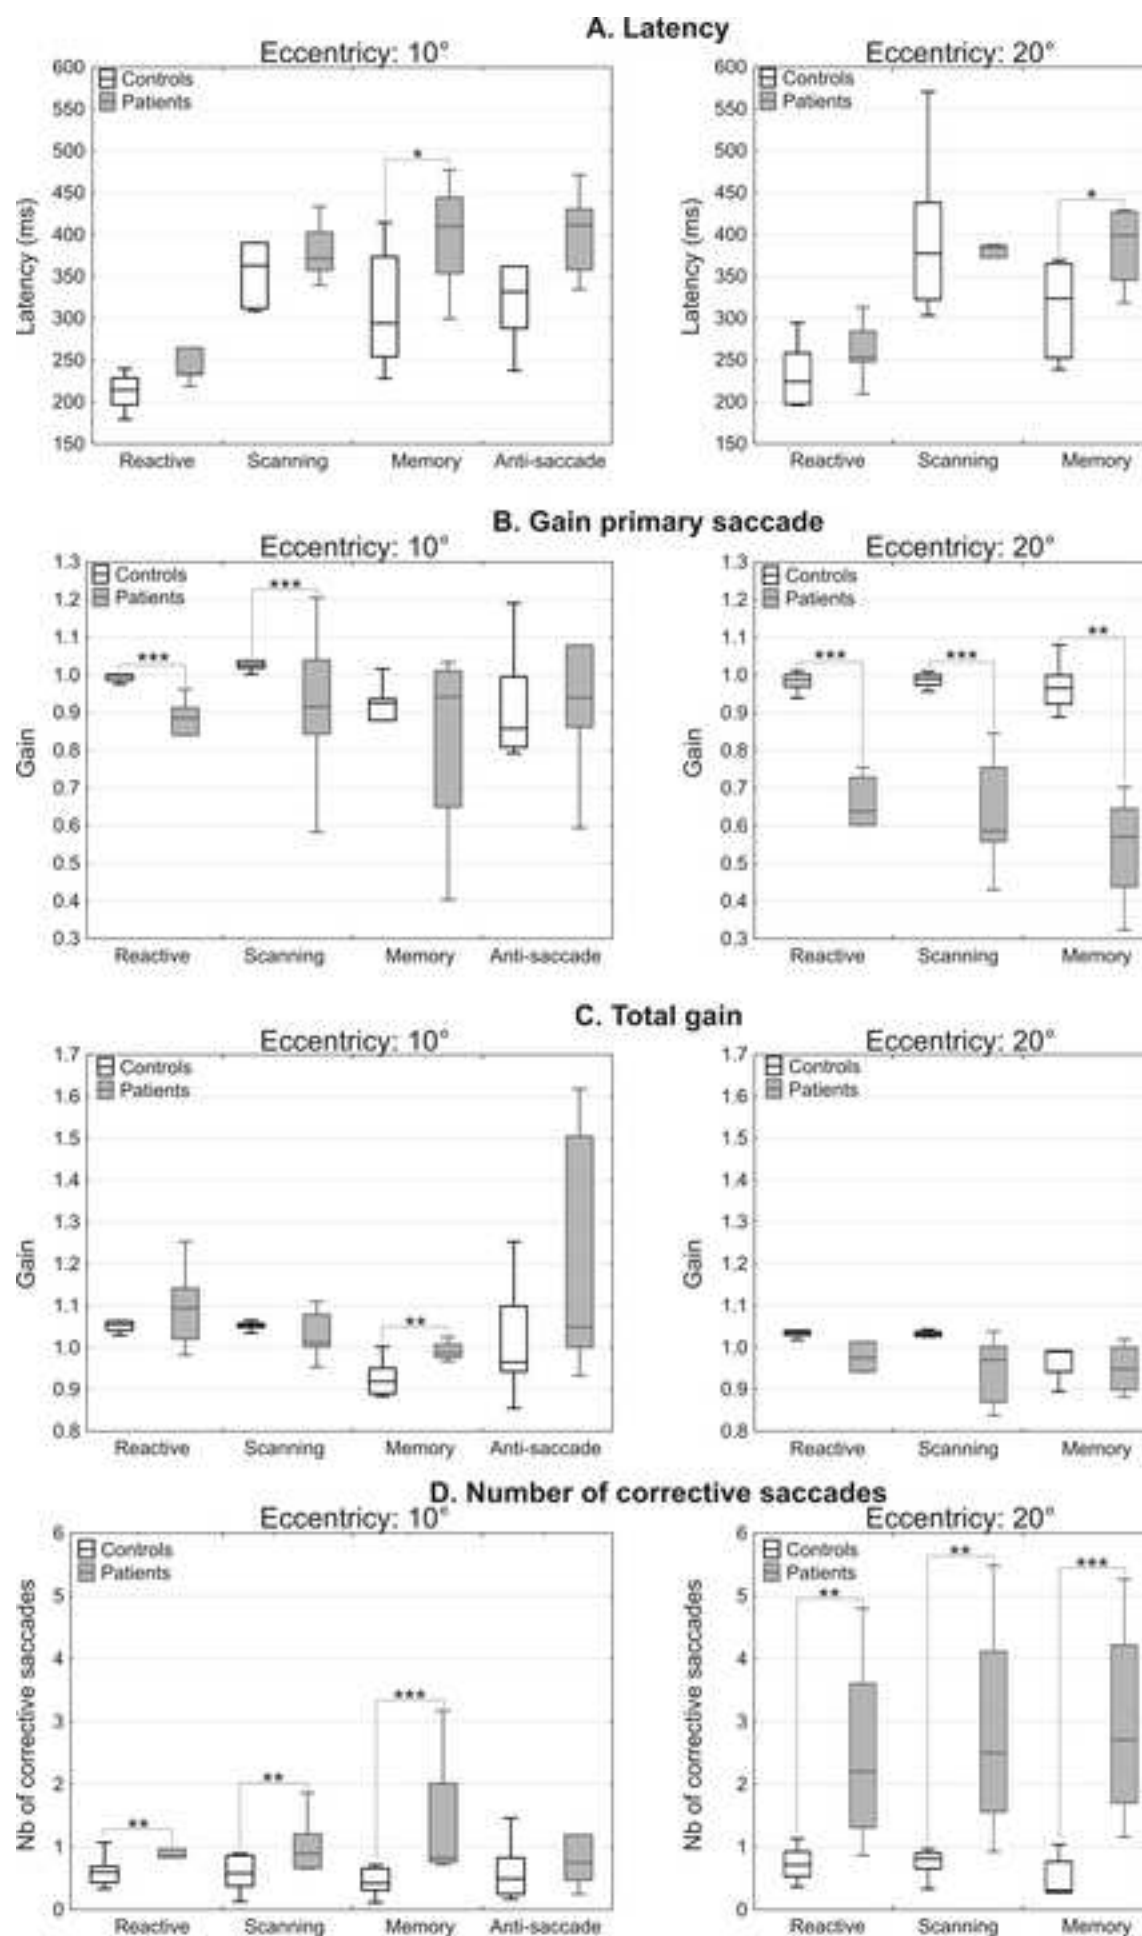 A. Latency
Eccentricy: 10°
Eccentricy: 20°
Latency (ms)
600
550
500
450
400
350
300
250
200
150
Controls
Patients
*
Reactive
Scanning
Memory
Anti-saccade
Latency (ms)
600
550
500
450
400
350
300
250
200
150
Controls
Patients
*
Reactive
Scanning
Memory
B. Gain primary saccade
Eccentricy: 10°
Eccentricy: 20°
Gain
1.3
1.2
1.1
1.0
0.9
0.8
0.7
0.6
0.5
0.4
0.3
Controls
Patients
***
***
Reactive
Scanning
Memory
Anti-saccade
Gain
1.3
1.2
1.1
1.0
0.9
0.8
0.7
0.6
0.5
0.4
0.3
Controls
Patients
***
***
**
Reactive
Scanning
Memory
C. Total gain
Eccentricy: 10°
Eccentricy: 20°
Gain
1.7
1.6
1.5
1.4
1.3
1.2
1.1
1.0
0.9
0.8
Controls
Patients
**
Reactive
Scanning
Memory
Anti-saccade
Gain
1.7
1.6
1.5
1.4
1.3
1.2
1.1
1.0
0.9
0.8
Controls
Patients
Reactive
Scanning
Memory
D. Number of corrective saccades
Eccentricy: 10°
Eccentricy: 20°
Nb of corrective saccades
6
5
4
3
2
1
0
Controls
Patients
**
**
***
Reactive
Scanning
Memory
Anti-saccade
Nb of corrective saccades
6
5
4
3
2
1
0
Controls
Patients
**
**
***
Reactive
Scanning
Memory